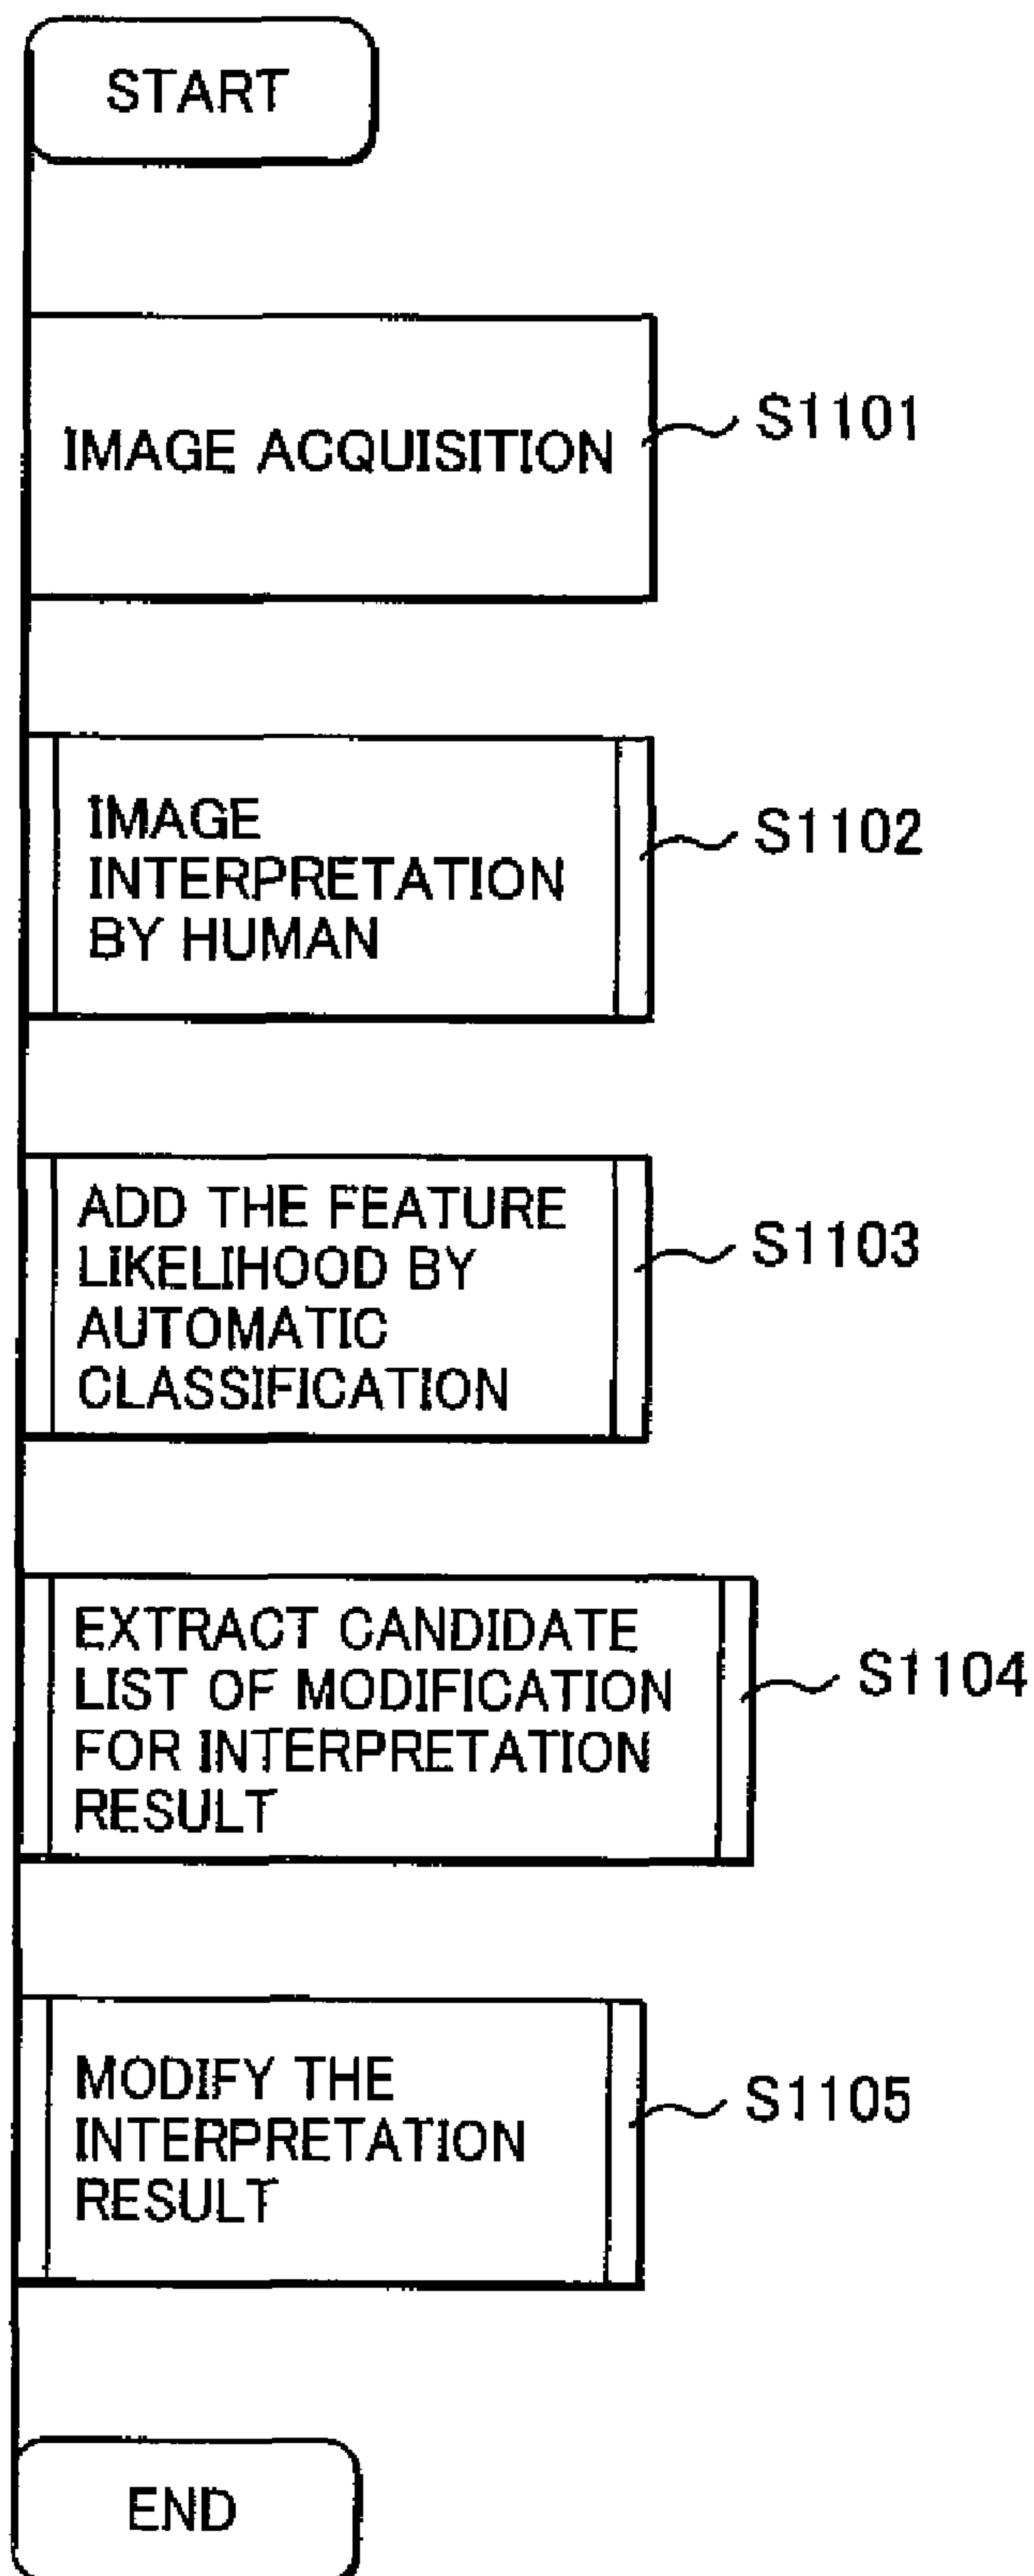 START
IMAGE ACQUISITION
S1101
IMAGE
INTERPRETATION
BY HUMAN
S1102
ADD THE FEATURE
LIKELIHOOD BY
AUTOMATIC
CLASSIFICATION
S1103
EXTRACT CANDIDATE
LIST OF MODIFICATION
FOR INTERPRETATION
RESULT
S1104
MODIFY THE
INTERPRETATION
RESULT
S1105
END